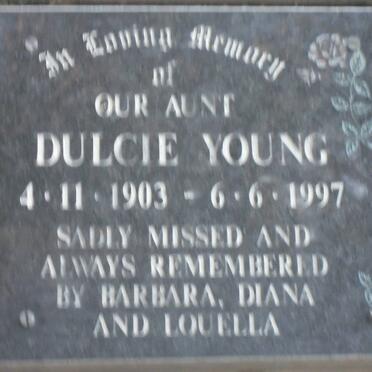 In Loving Memory
of
OUR AUNT
DULCIE YOUNG
4·11·1903 - 6·6·1997
SADLY MISSED AND
ALWAYS REMEMBERED
BY BARBARA, DIANA
AND LOUELLA